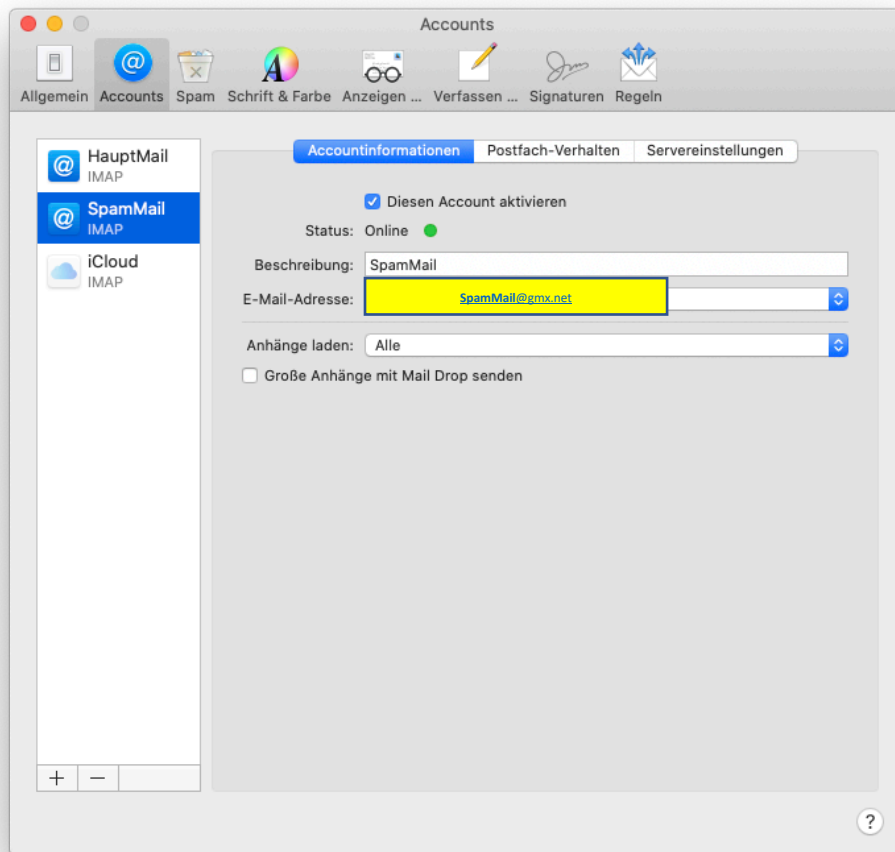 Accounts
Allgemein Accounts Spam Schrift & Farbe Anzeigen ... Verfassen ... Signaturen Regeln
HauptMail
IMAP
SpamMail
IMAP
iCloud
IMAP
Accountinformationen Postfach-Verhalten Servereinstellungen
Diesen Account aktivieren
Status: Online
Beschreibung: SpamMail
E-Mail-Adresse: SpamMail@gmx.net
Anhänge laden: Alle
Große Anhänge mit Mail Drop senden
+ −
?